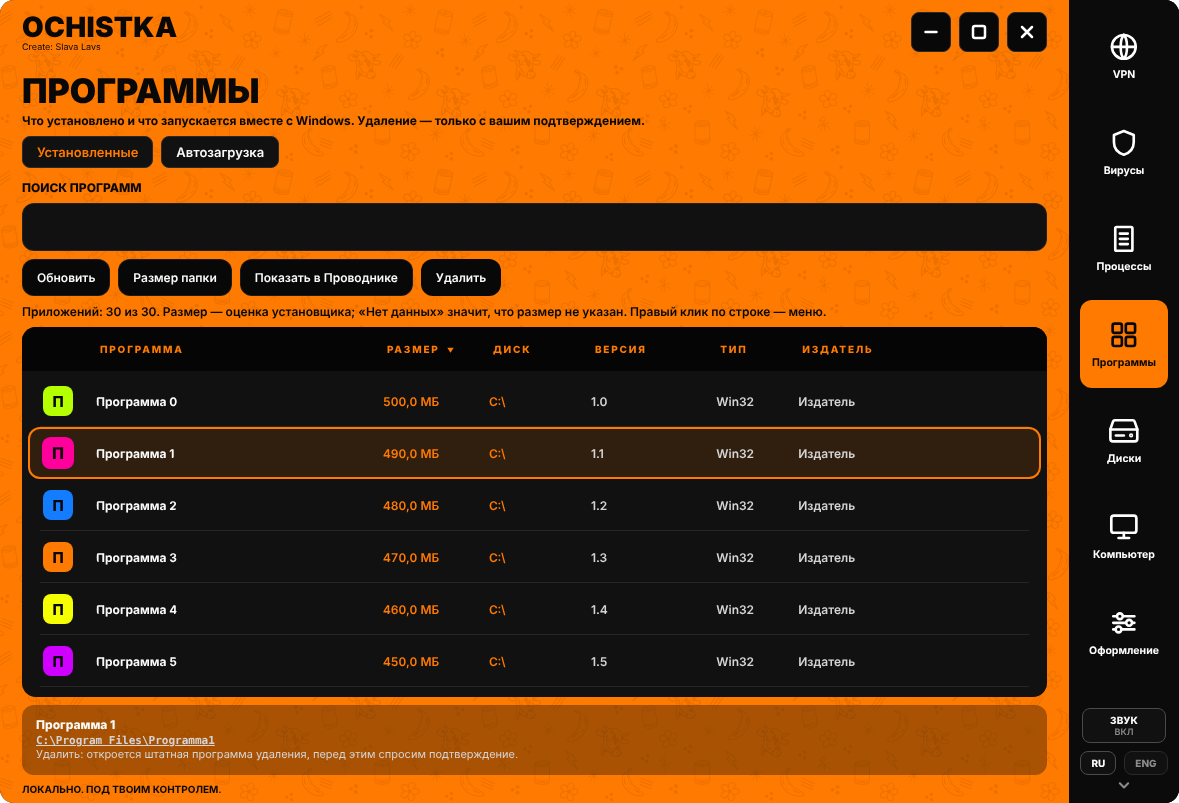 OCHISTKA
Create: Slava Lavs
ПРОГРАММЫ
Что установлено и что запускается вместе с Windows. Удаление — только с вашим подтверждением.
Установленные Автозагрузка
ПОИСК ПРОГРАММ
Обновить Размер папки Показать в Проводнике Удалить
Приложений: 30 из 30. Размер — оценка установщика; «Нет данных» значит, что размер не указан. Правый клик по строке — меню.
ПРОГРАММА РАЗМЕР ▼ ДИСК ВЕРСИЯ ТИП ИЗДАТЕЛЬ
П Программа 0 500,0 МБ C:\ 1.0 Win32 Издатель
П Программа 1 490,0 МБ C:\ 1.1 Win32 Издатель
П Программа 2 480,0 МБ C:\ 1.2 Win32 Издатель
П Программа 3 470,0 МБ C:\ 1.3 Win32 Издатель
П Программа 4 460,0 МБ C:\ 1.4 Win32 Издатель
П Программа 5 450,0 МБ C:\ 1.5 Win32 Издатель
Программа 1
C:\Program Files\Programma1
Удалить: откроется штатная программа удаления, перед этим спросим подтверждение.
ЛОКАЛЬНО. ПОД ТВОИМ КОНТРОЛЕМ.
VPN
Вирусы
Процессы
Программы
Диски
Компьютер
Оформление
ЗВУК
ВКЛ
RU ENG